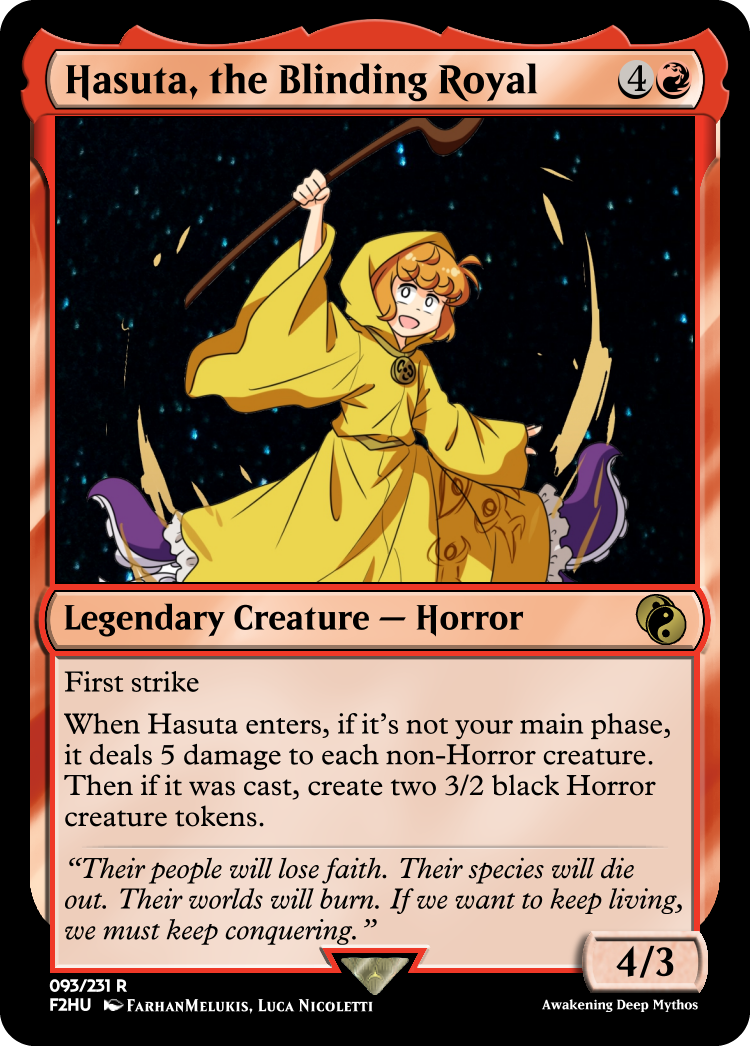 Hasuta, the Blinding Royal
4
Legendary Creature — Horror
First strike
When Hasuta enters, if it's not your main phase,
it deals 5 damage to each non-Horror creature.
Then if it was cast, create two 3/2 black Horror
creature tokens.
“Their people will lose faith. Their species will die
out. Their worlds will burn. If we want to keep living,
we must keep conquering.”
4/3
093/231 R
F2HU FarhanMelukis, Luca Nicoletti
Awakening Deep Mythos